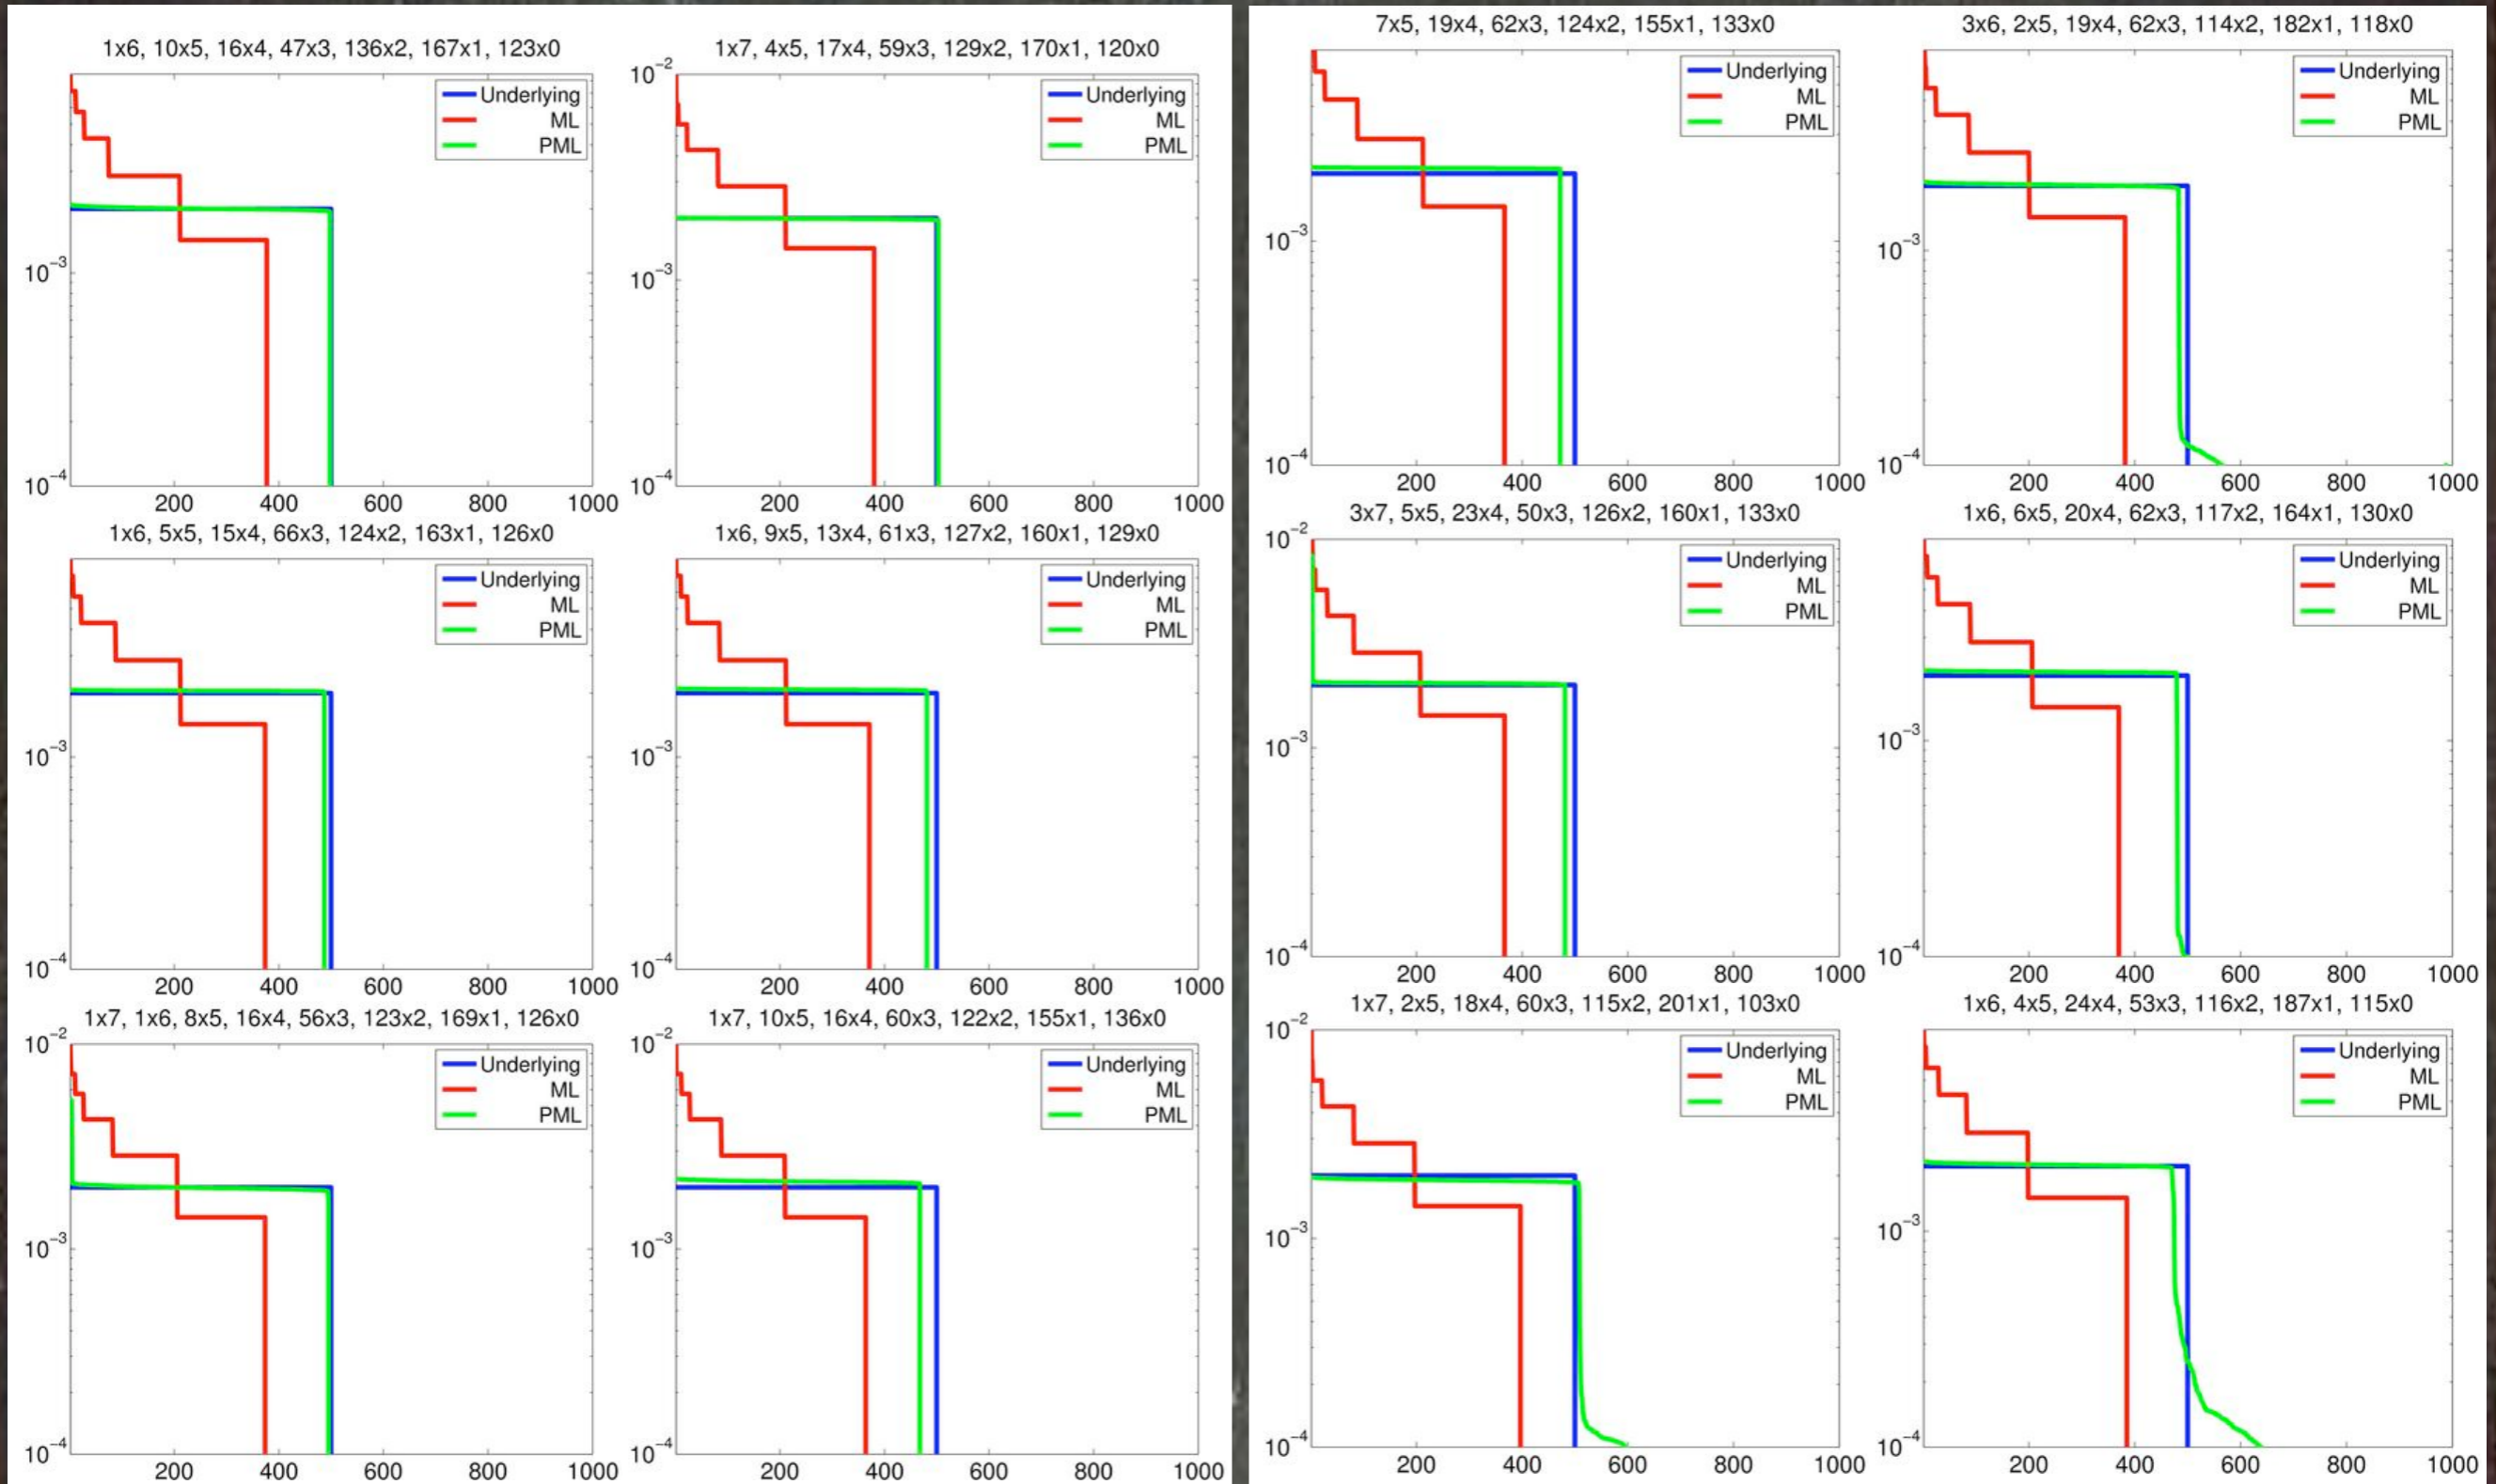 1x6, 10x5, 16x4, 47x3, 136x2, 167x1, 123x0
Underlying
ML
PML
10^-3
10^-4
200 400 600 800 1000
1x7, 4x5, 17x4, 59x3, 129x2, 170x1, 120x0
10^-2
Underlying
ML
PML
10^-3
10^-4
200 400 600 800 1000
1x6, 5x5, 15x4, 66x3, 124x2, 163x1, 126x0
Underlying
ML
PML
10^-3
10^-4
200 400 600 800 1000
1x6, 9x5, 13x4, 61x3, 127x2, 160x1, 129x0
Underlying
ML
PML
10^-3
10^-4
200 400 600 800 1000
1x7, 1x6, 8x5, 16x4, 56x3, 123x2, 169x1, 126x0
10^-2
Underlying
ML
PML
10^-3
10^-4
200 400 600 800 1000
1x7, 10x5, 16x4, 60x3, 122x2, 155x1, 136x0
10^-2
Underlying
ML
PML
10^-3
10^-4
200 400 600 800 1000
7x5, 19x4, 62x3, 124x2, 155x1, 133x0
Underlying
ML
PML
10^-3
10^-4
200 400 600 800 1000
3x6, 2x5, 19x4, 62x3, 114x2, 182x1, 118x0
Underlying
ML
PML
10^-3
10^-4
200 400 600 800 1000
3x7, 5x5, 23x4, 50x3, 126x2, 160x1, 133x0
10^-2
Underlying
ML
PML
10^-3
10^-4
200 400 600 800 1000
1x6, 6x5, 20x4, 62x3, 117x2, 164x1, 130x0
Underlying
ML
PML
10^-3
10^-4
200 400 600 800 1000
1x7, 2x5, 18x4, 60x3, 115x2, 201x1, 103x0
10^-2
Underlying
ML
PML
10^-3
10^-4
200 400 600 800 1000
1x6, 4x5, 24x4, 53x3, 116x2, 187x1, 115x0
Underlying
ML
PML
10^-3
10^-4
200 400 600 800 1000